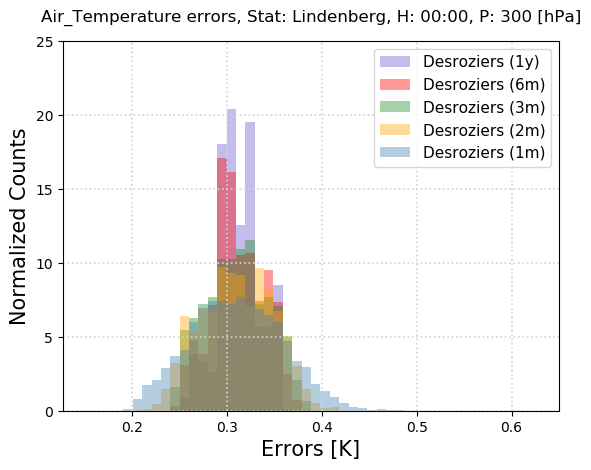 Air_Temperature errors, Stat: Lindenberg, H: 00:00, P: 300 [hPa]
25
20
15
10
5
0
Normalized Counts
Desroziers (1y)
Desroziers (6m)
Desroziers (3m)
Desroziers (2m)
Desroziers (1m)
0.2 0.3 0.4 0.5 0.6
Errors [K]